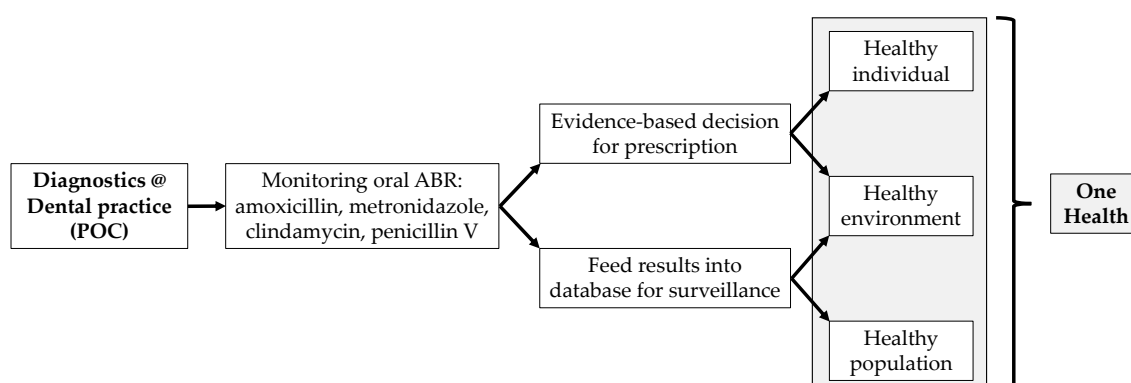 Diagnostics @
Dental practice
(POC)
Monitoring oral ABR:
amoxicillin, metronidazole,
clindamycin, penicillin V
Evidence-based decision
for prescription
Feed results into
database for surveillance
Healthy
individual
Healthy
environment
Healthy
population
One
Health